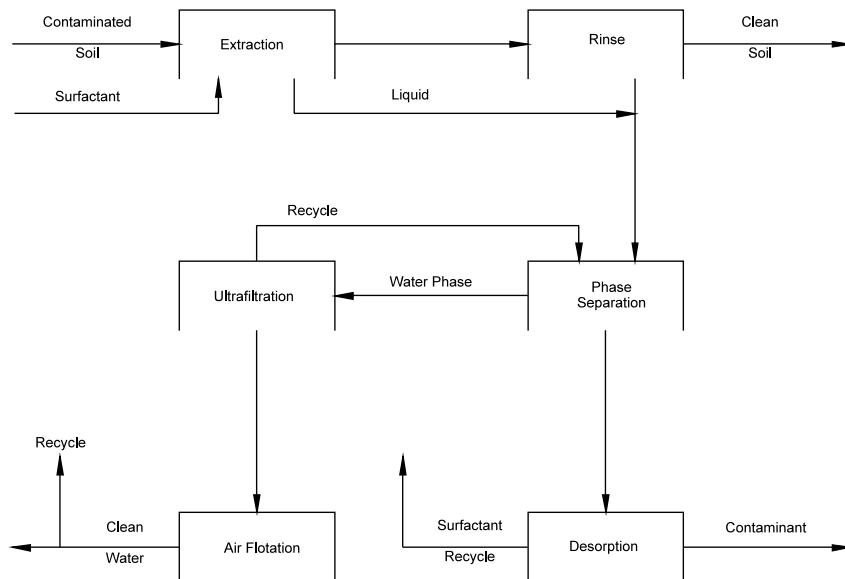 Contaminated
Soil
Extraction
Rinse
Clean
Soil
Surfactant
Liquid
Recycle
Ultrafiltration
Water Phase
Phase
Separation
Recycle
Clean
Water
Air Flotation
Surfactant
Recycle
Desorption
Contaminant